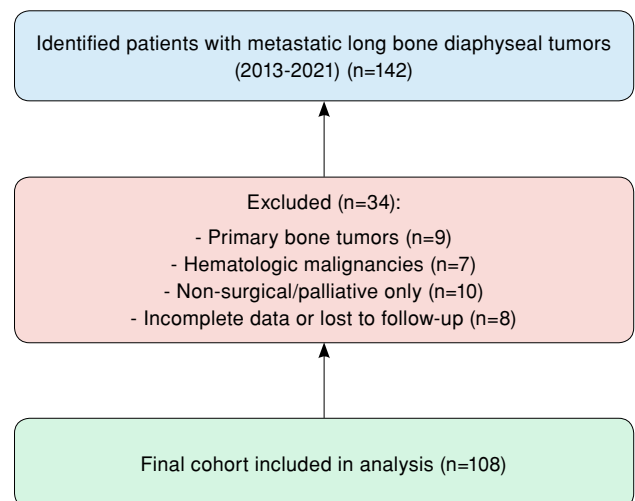 Identified patients with metastatic long bone diaphyseal tumors
(2013-2021) (n=142)
Excluded (n=34):
- Primary bone tumors (n=9)
- Hematologic malignancies (n=7)
- Non-surgical/palliative only (n=10)
- Incomplete data or lost to follow-up (n=8)
Final cohort included in analysis (n=108)